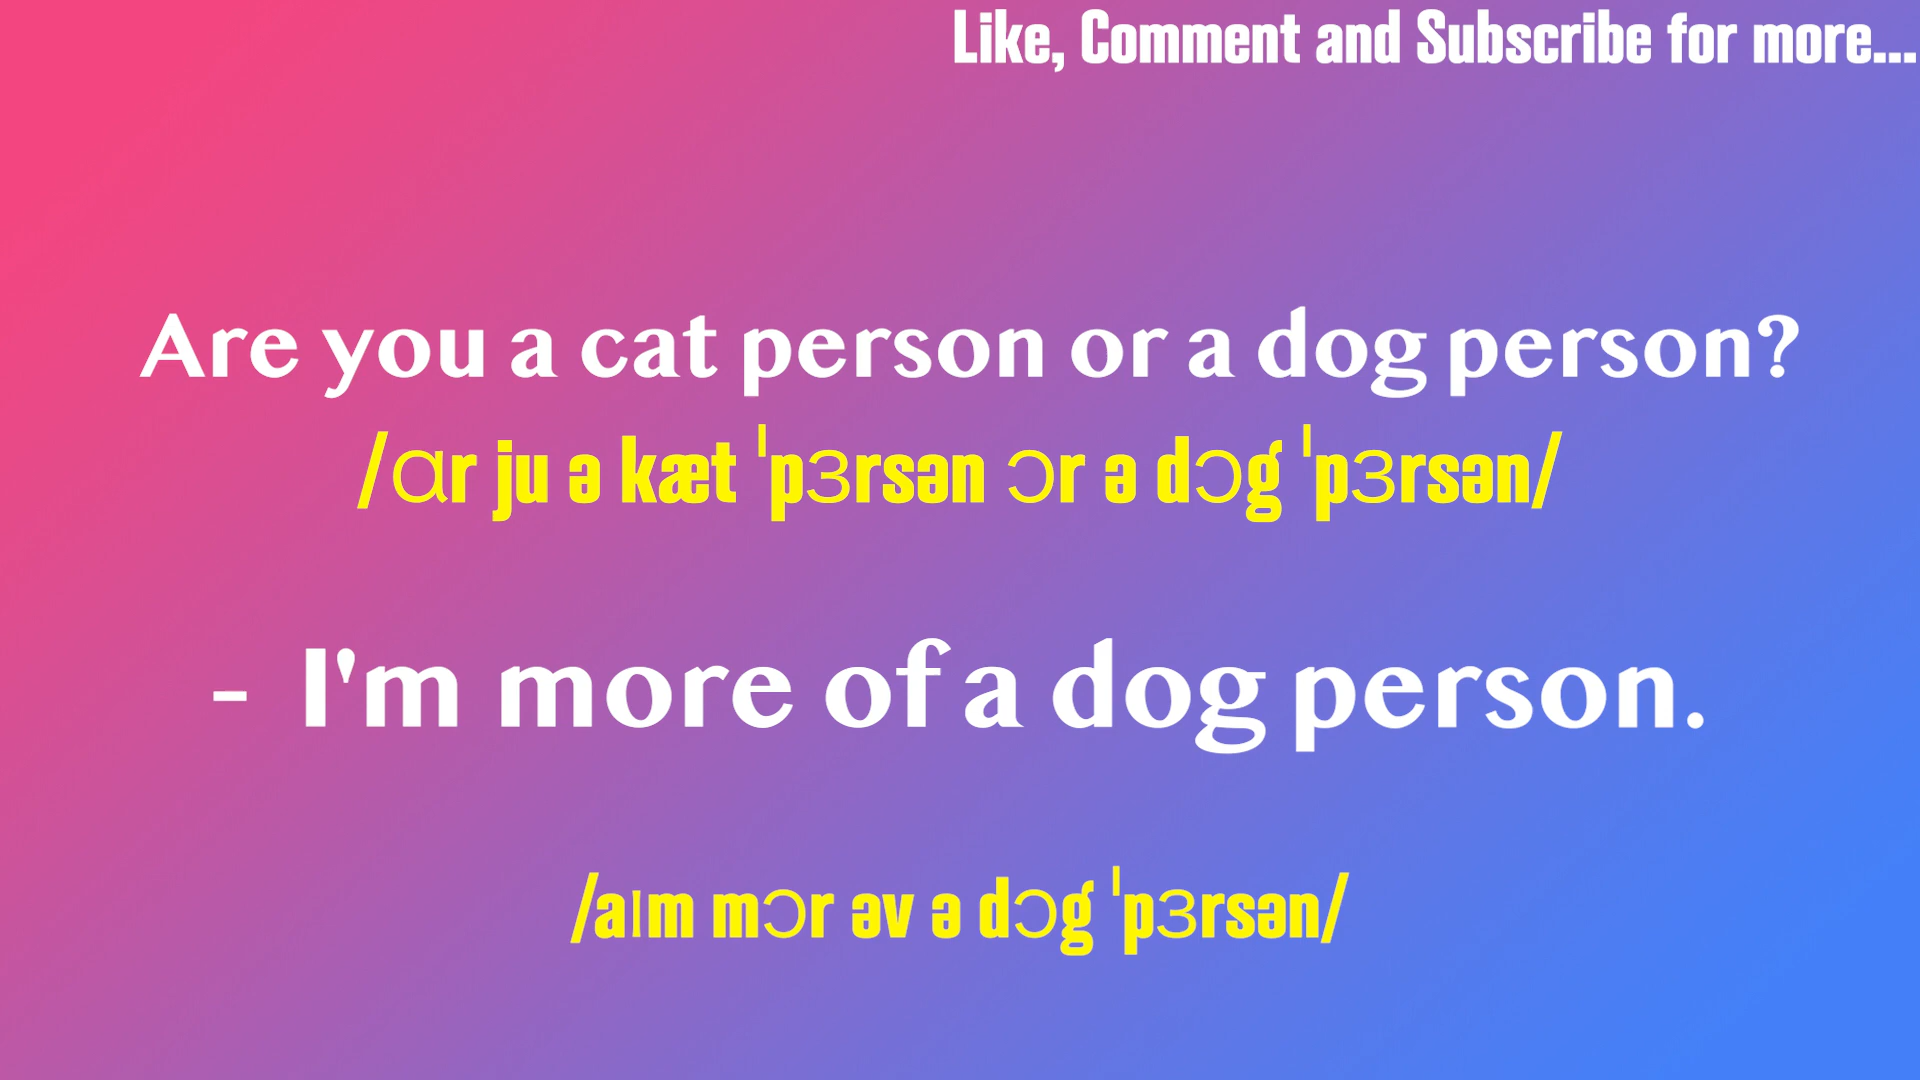 Like, Comment and Subscribe for more...
Are you a cat person or a dog person?
/ɑr ju ə kæt ˈpɜrsən ɔr ə dɔg ˈpɜrsən/
- I'm more of a dog person.
/aɪm mɔr əv ə dɔg ˈpɜrsən/